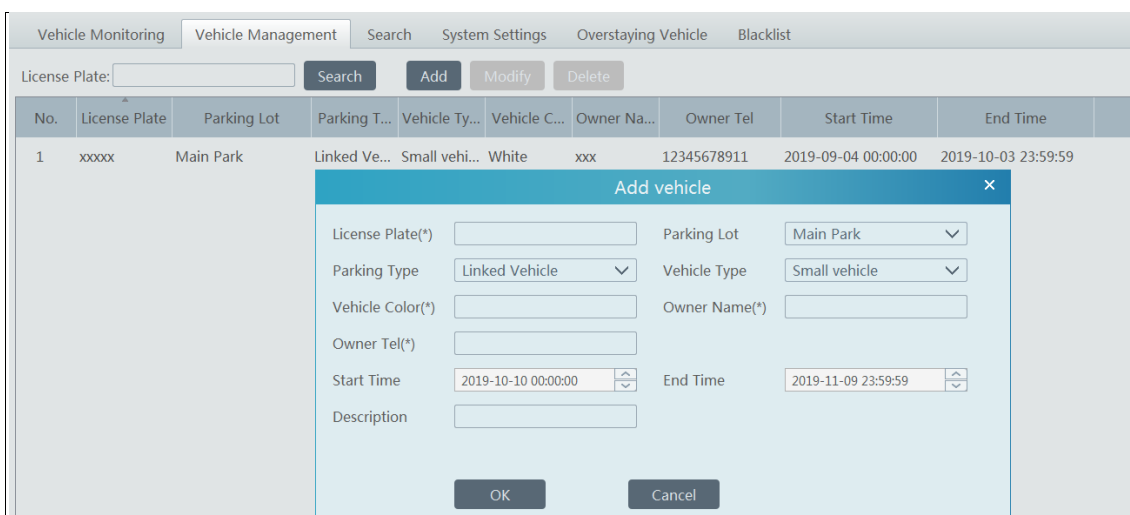 Vehicle Monitoring Vehicle Management Search System Settings Overstaying Vehicle Blacklist
License Plate: Search Add Modify Delete
No. License Plate Parking Lot Parking T... Vehicle Ty... Vehicle C... Owner Na... Owner Tel Start Time End Time
1 xxxxx Main Park Linked Ve... Small vehi... White xxx 12345678911 2019-09-04 00:00:00 2019-10-03 23:59:59
Add vehicle
License Plate(*) Parking Lot Main Park
Parking Type Linked Vehicle Vehicle Type Small vehicle
Vehicle Color(*) Owner Name(*)
Owner Tel(*)
Start Time 2019-10-10 00:00:00 End Time 2019-11-09 23:59:59
Description
OK Cancel